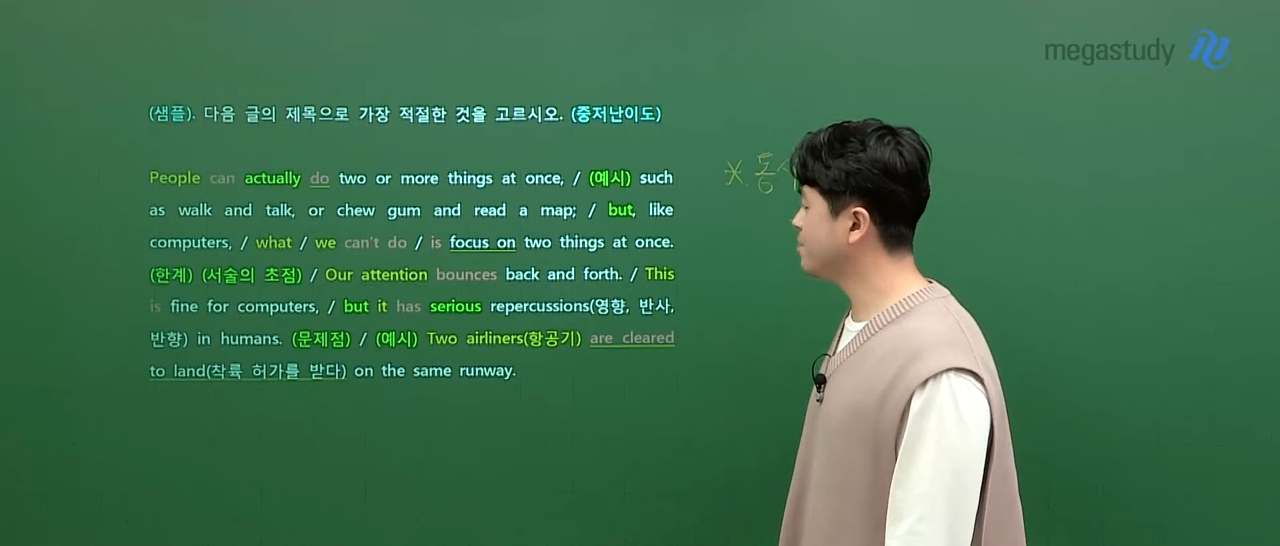 megastudy
(샘플). 다음 글의 제목으로 가장 적절한 것을 고르시오. (중저난이도)
People can actually do two or more things at once, / (예시) such
as walk and talk, or chew gum and read a map; / but, like
computers, / what / we can't do / is focus on two things at once.
(한계) (서술의 초점) / Our attention bounces back and forth. / This
is fine for computers, / but it has serious repercussions(영향, 반사,
반향) in humans. (문제점) / (예시) Two airliners(항공기) are cleared
to land(착륙 허가를 받다) on the same runway.